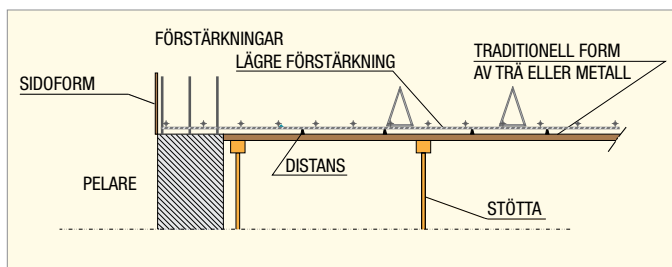 FÖRSTÄRKNINGAR
LÄGRE FÖRSTÄRKNING
TRADITIONELL FORM
AV TRÄ ELLER METALL
SIDOFORM
DISTANS
PELARE
STÖTTA